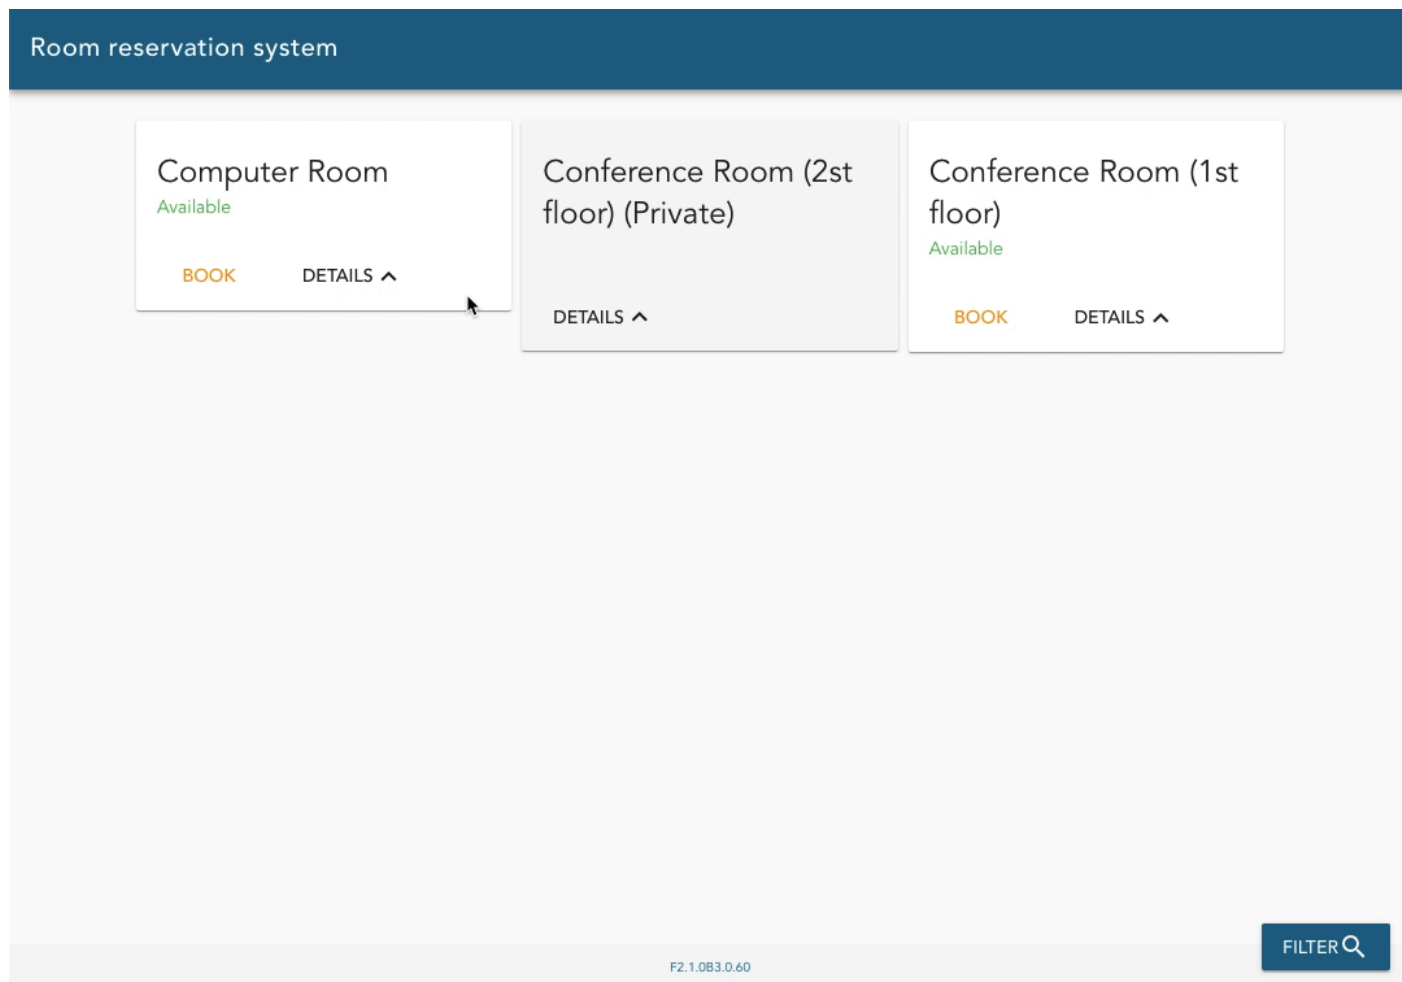 Room reservation system
Computer Room
Available
BOOK
DETAILS
Conference Room (2st
floor) (Private)
DETAILS
Conference Room (1st
floor)
Available
BOOK
DETAILS
FILTER
F2.1.0B3.0.60